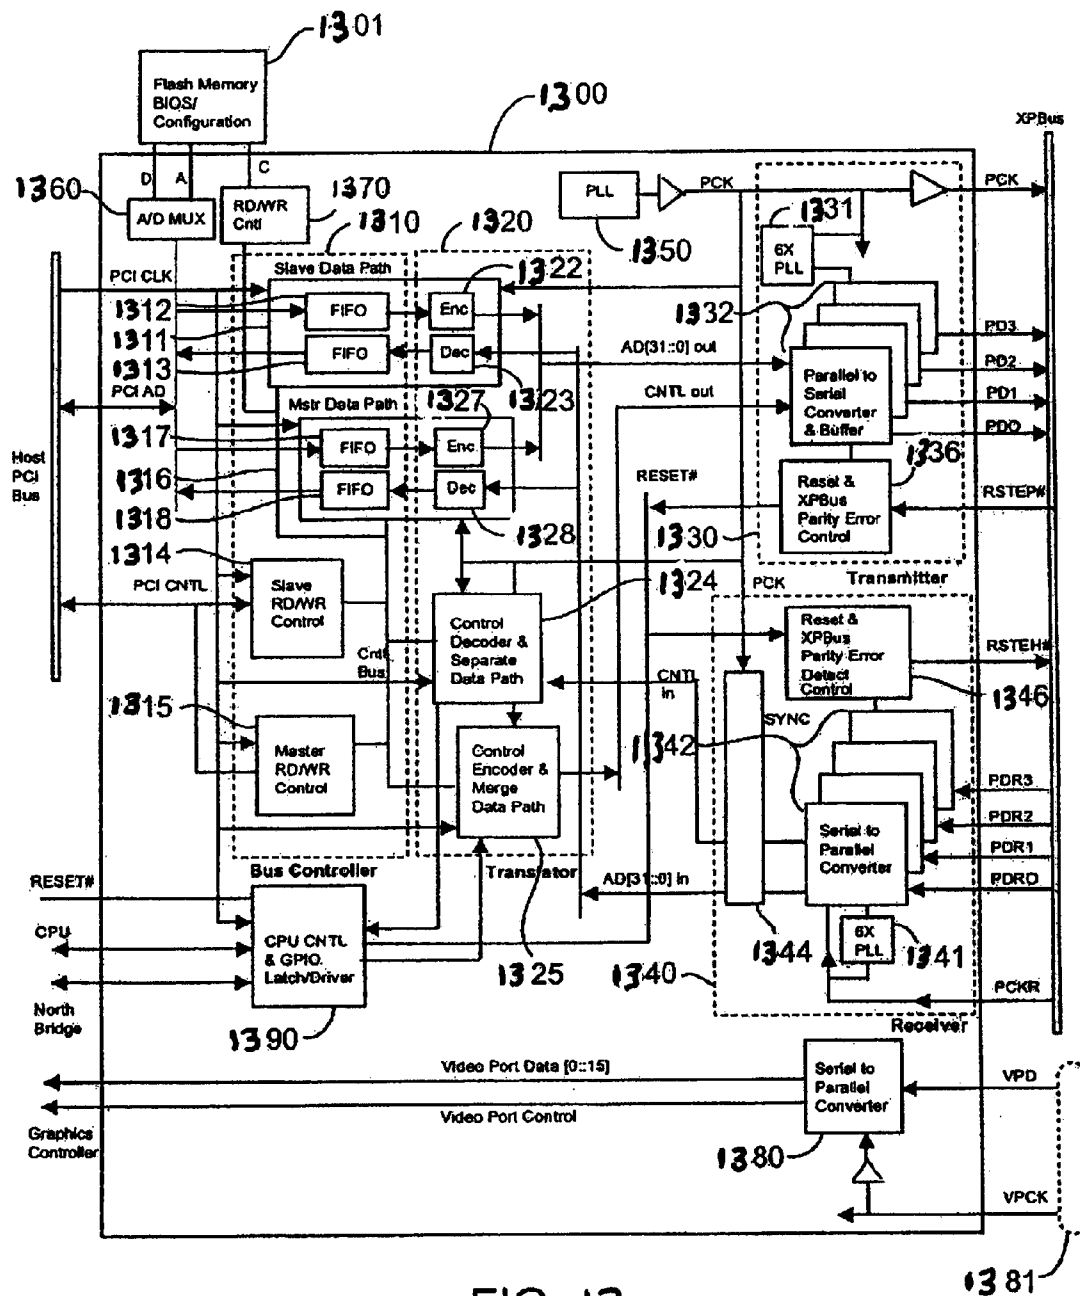 1301
Flash Memory
BIOS/
Configuration
1300
XPBus
D
A
C
1360
A/D MUX
RD/WR
Cntl
1370
1310
1320
PLL
PCK
1350
PCK
1331
6X
PLL
PCI CLK
Slave Data Path
1322
1312
FIFO
Enc
1311
1332
PD3
1313
FIFO
Dec
AD[31::0] out
PD2
PCI AD
1323
Parallel to
Serial
Converter
& Buffer
PD1
Mstr Data Path
1327
CNTL out
PD0
1317
FIFO
Enc
1336
Host
PCI
Bus
1316
FIFO
Dec
RESET#
Reset &
XPBus
Parity Error
Control
RSTEP#
1318
1328
1330
1314
PCI CNTL
Slave
RD/WR
Control
1324
PCK
Transmitter
Control
Decoder &
Separate
Data Path
Reset &
XPBus
Parity Error
Detect
Control
RSTEH#
Cntl
Bus
CNTL
in
1346
1315
SYNC
1342
Master
RD/WR
Control
Control
Encoder &
Merge
Data Path
PDR3
Serial to
Parallel
Converter
PDR2
PDR1
Bus Controller
Translator
RESET#
AD[31::0] in
PDR0
CPU
CPU CNTL
& GPIO
Latch/Driver
6X
PLL
1341
1344
1325
1340
PCKR
North
Bridge
1390
Receiver
Video Port Data [0::15]
Serial to
Parallel
Converter
VPD
Video Port Control
Graphics
Controller
1380
VPCK
1381
FIG. 13